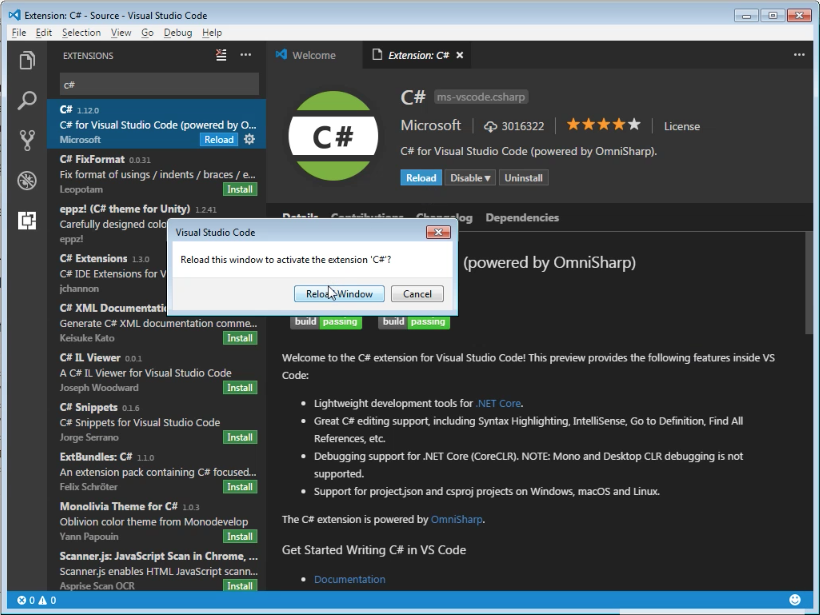 Extension: C# - Source - Visual Studio Code
File Edit Selection View Go Debug Help
EXTENSIONS
c#
C# 1.12.0
C# for Visual Studio Code (powered by O...
Microsoft Reload
C# FixFormat 0.0.31
Fix format of usings / indents / braces / e...
Leopotam Install
eppz! (C# theme for Unity) 1.2.41
Carefully designed colo
eppz!
C# Extensions 1.3.0
C# IDE Extensions for V
jchannon
C# XML Documentatio
Generate C# XML documentation comme...
Keisuke Kato Install
C# IL Viewer 0.0.1
A C# IL Viewer for Visual Studio Code
Joseph Woodward Install
C# Snippets 0.1.6
C# Snippets for Visual Studio Code
Jorge Serrano Install
ExtBundles: C# 1.1.0
An extension pack containing C# focused...
Felix Schröter Install
Monolivia Theme for C# 1.0.3
Oblivion color theme from Monodevelop
Yann Papouin Install
Scanner.js: JavaScript Scan in Chrome, ...
Scanner.js enables HTML JavaScript scann...
Asprise Scan OCR Install
Welcome Extension: C#
C#
C# ms-vscode.csharp
Microsoft 3016322 License
C# for Visual Studio Code (powered by OmniSharp).
Reload Disable Uninstall
Details Contributions Changelog Dependencies
Visual Studio Code
Reload this window to activate the extension 'C#'?
Reload Window Cancel
(powered by OmniSharp)
build passing build passing
Welcome to the C# extension for Visual Studio Code! This preview provides the following features inside VS
Code:
• Lightweight development tools for .NET Core.
• Great C# editing support, including Syntax Highlighting, IntelliSense, Go to Definition, Find All
References, etc.
• Debugging support for .NET Core (CoreCLR). NOTE: Mono and Desktop CLR debugging is not
supported.
• Support for project.json and csproj projects on Windows, macOS and Linux.
The C# extension is powered by OmniSharp.
Get Started Writing C# in VS Code
• Documentation
0 0